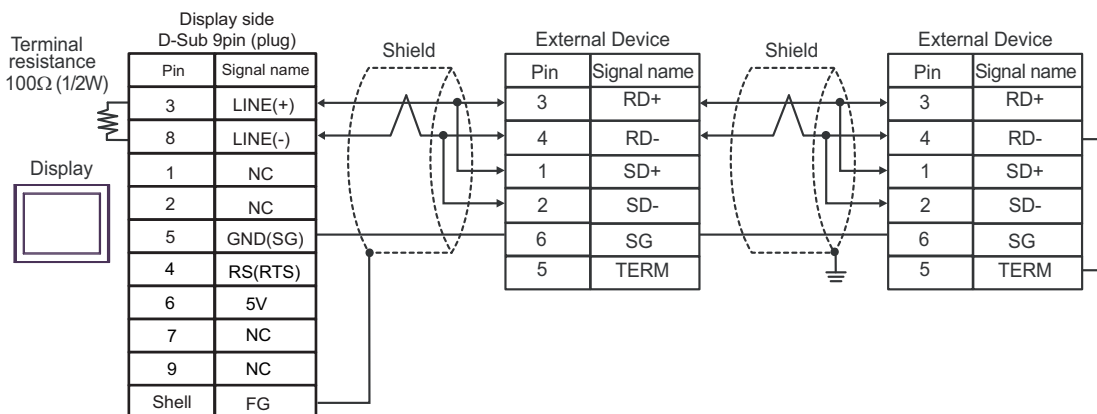 Display side
D-Sub 9pin (plug)
Terminal
resistance
100Ω (1/2W)
Display
Pin Signal name
3 LINE(+)
8 LINE(-)
1 NC
2 NC
5 GND(SG)
4 RS(RTS)
6 5V
7 NC
9 NC
Shell FG
Shield
External Device
Pin Signal name
3 RD+
4 RD-
1 SD+
2 SD-
6 SG
5 TERM
Shield
External Device
Pin Signal name
3 RD+
4 RD-
1 SD+
2 SD-
6 SG
5 TERM